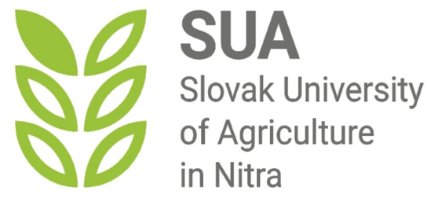 SUA
Slovak University
of Agriculture
in Nitra